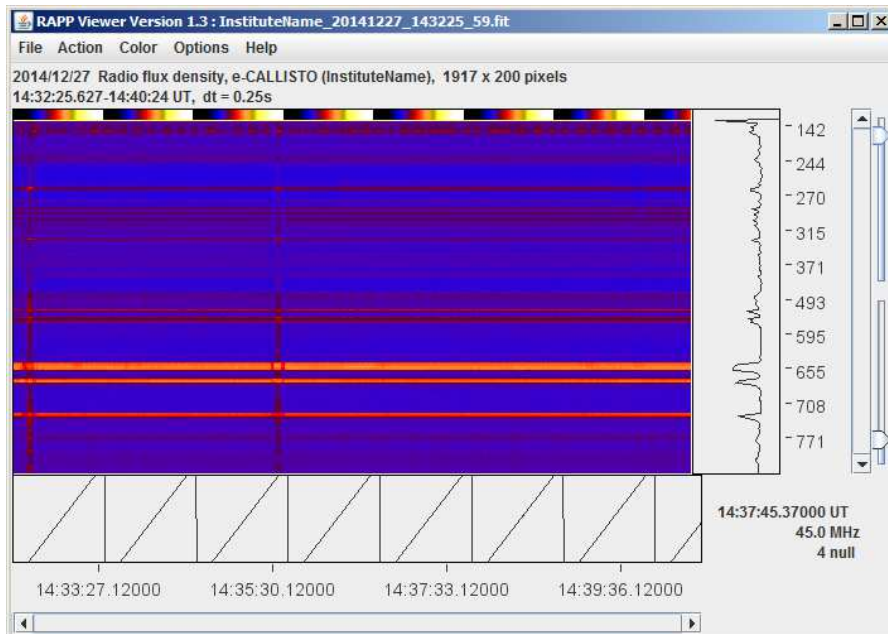 RAPP Viewer Version 1.3 : InstituteName_20141227_143225_59.fit
File Action Color Options Help
2014/12/27 Radio flux density, e-CALLISTO (InstituteName), 1917 x 200 pixels
14:32:25.627-14:40:24 UT, dt = 0.25s
142
244
270
315
371
493
595
655
708
771
14:37:45.37000 UT
45.0 MHz
4 null
14:33:27.12000 14:35:30.12000 14:37:33.12000 14:39:36.12000